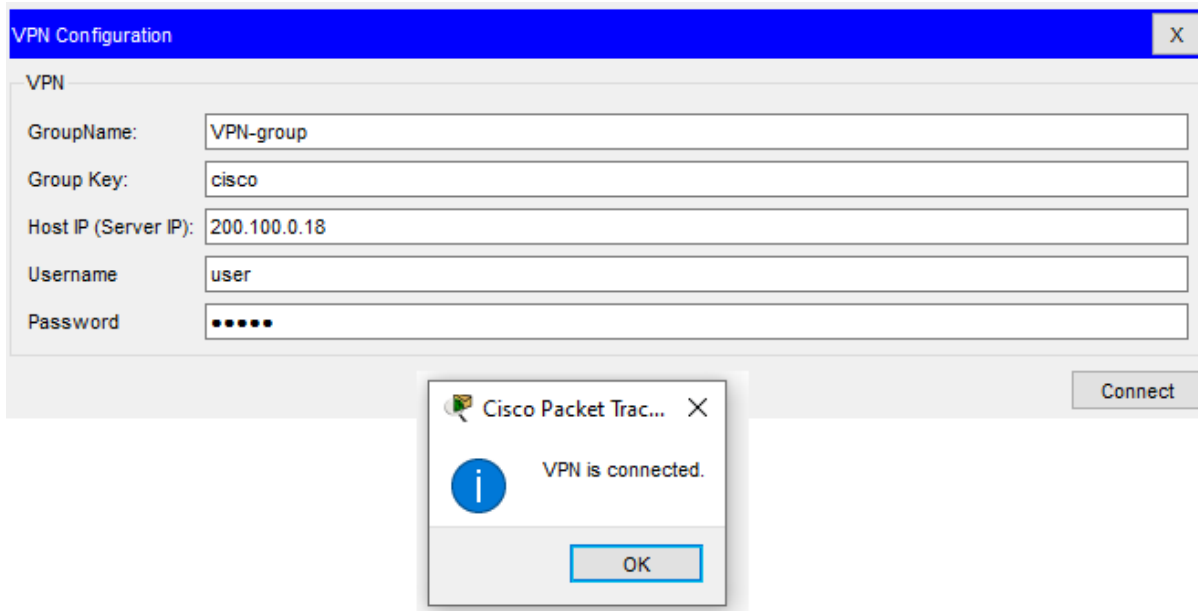 VPN Configuration X
VPN
GroupName: VPN-group
Group Key: cisco
Host IP (Server IP): 200.100.0.18
Username user
Password •••••
Connect
Cisco Packet Trac...
VPN is connected.
OK